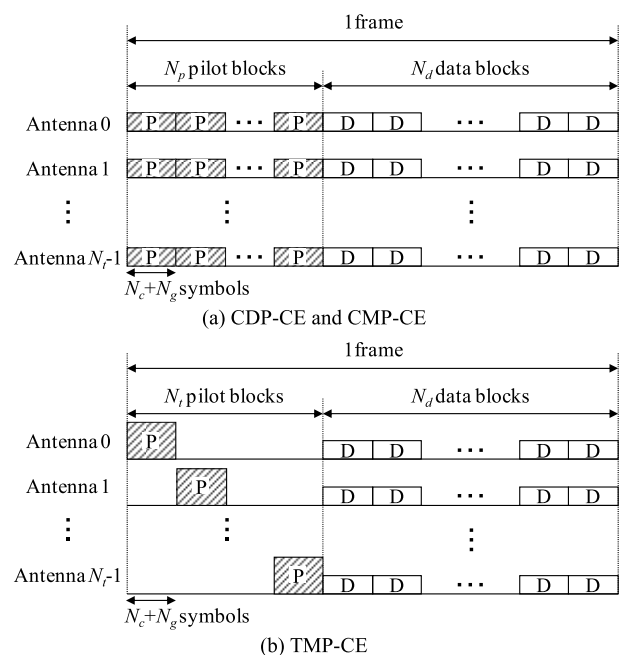 1 frame
N_p pilot blocks N_d data blocks
Antenna 0 P P ··· P D D ··· D D
Antenna 1 P P ··· P D D ··· D D
⋮ ⋮ ⋮
Antenna N_t-1 P P ··· P D D ··· D D
N_c+N_g symbols
(a) CDP-CE and CMP-CE
1 frame
N_t pilot blocks N_d data blocks
Antenna 0 P D D ··· D D
Antenna 1 P D D ··· D D
⋮ ⋮ ⋮
Antenna N_t-1 P D D ··· D D
N_c+N_g symbols
(b) TMP-CE